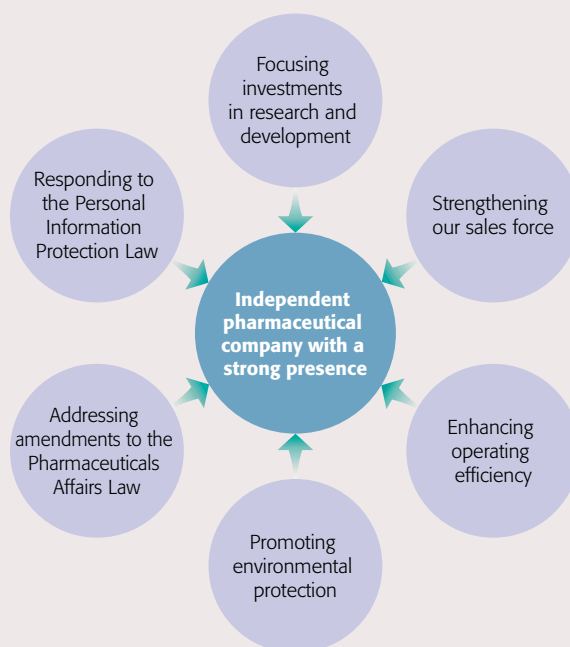 Focusing
investments
in research and
development
Responding to
the Personal
Information
Protection Law
Strengthening
our sales force
Independent
pharmaceutical
company with a
strong presence
Addressing
amendments to the
Pharmaceuticals
Affairs Law
Enhancing
operating
efficiency
Promoting
environmental
protection